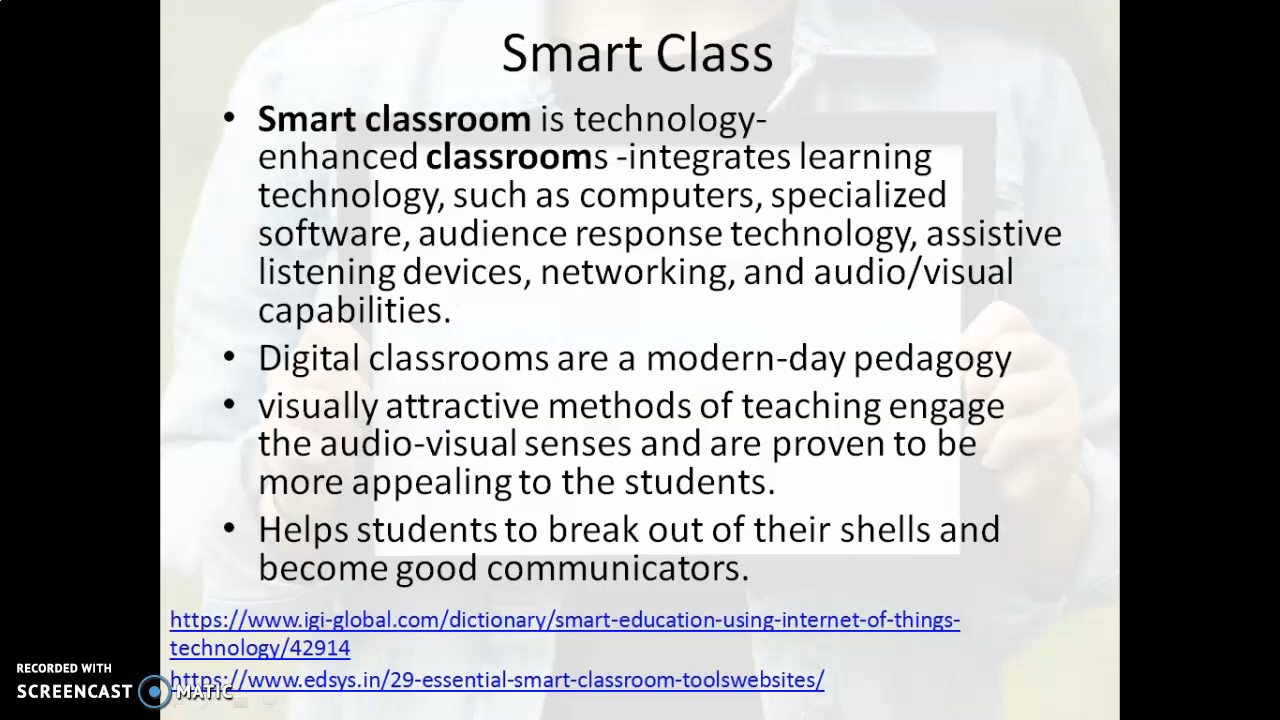 Smart Class
• Smart classroom is technology-
enhanced classrooms -integrates learning
technology, such as computers, specialized
software, audience response technology, assistive
listening devices, networking, and audio/visual
capabilities.
• Digital classrooms are a modern-day pedagogy
• visually attractive methods of teaching engage
the audio-visual senses and are proven to be
more appealing to the students.
• Helps students to break out of their shells and
become good communicators.
https://www.igi-global.com/dictionary/smart-education-using-internet-of-things-
technology/42914
https://www.edsys.in/29-essential-smart-classroom-toolswebsites/
RECORDED WITH
SCREENCAST MATIC